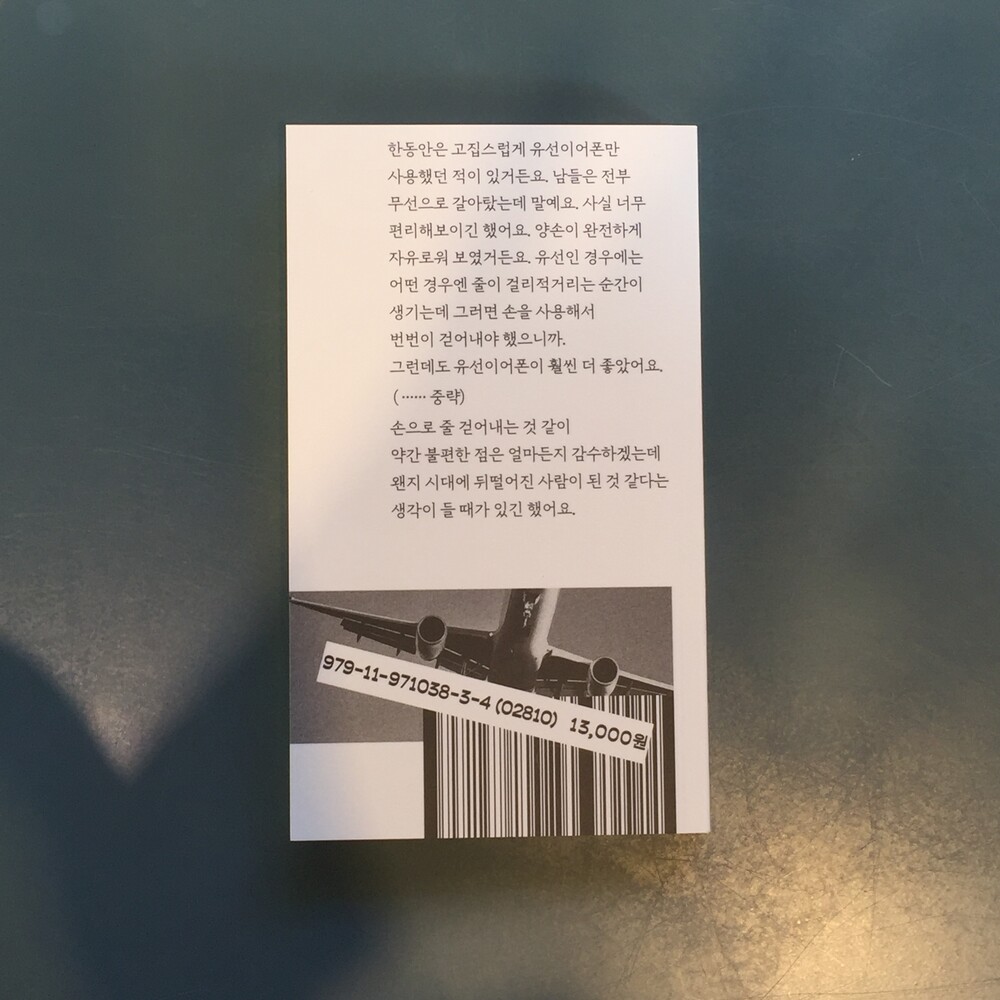 한동안은 고집스럽게 유선이어폰만
사용했던 적이 있거든요. 남들은 전부
무선으로 갈아탔는데 말예요. 사실 너무
편리해보이긴 했어요. 양손이 완전하게
자유로워 보였거든요. 유선인 경우에는
어떤 경우엔 줄이 걸리적거리는 순간이
생기는데 그러면 손을 사용해서
번번이 걷어내야 했으니까.
그런데도 유선이어폰이 훨씬 더 좋았어요.
( …… 중략)
손으로 줄 걷어내는 것 같이
약간 불편한 점은 얼마든지 감수하겠는데
왠지 시대에 뒤떨어진 사람이 된 것 같다는
생각이 들 때가 있긴 했어요.
979-11-971038-3-4 (02810) 13,000원